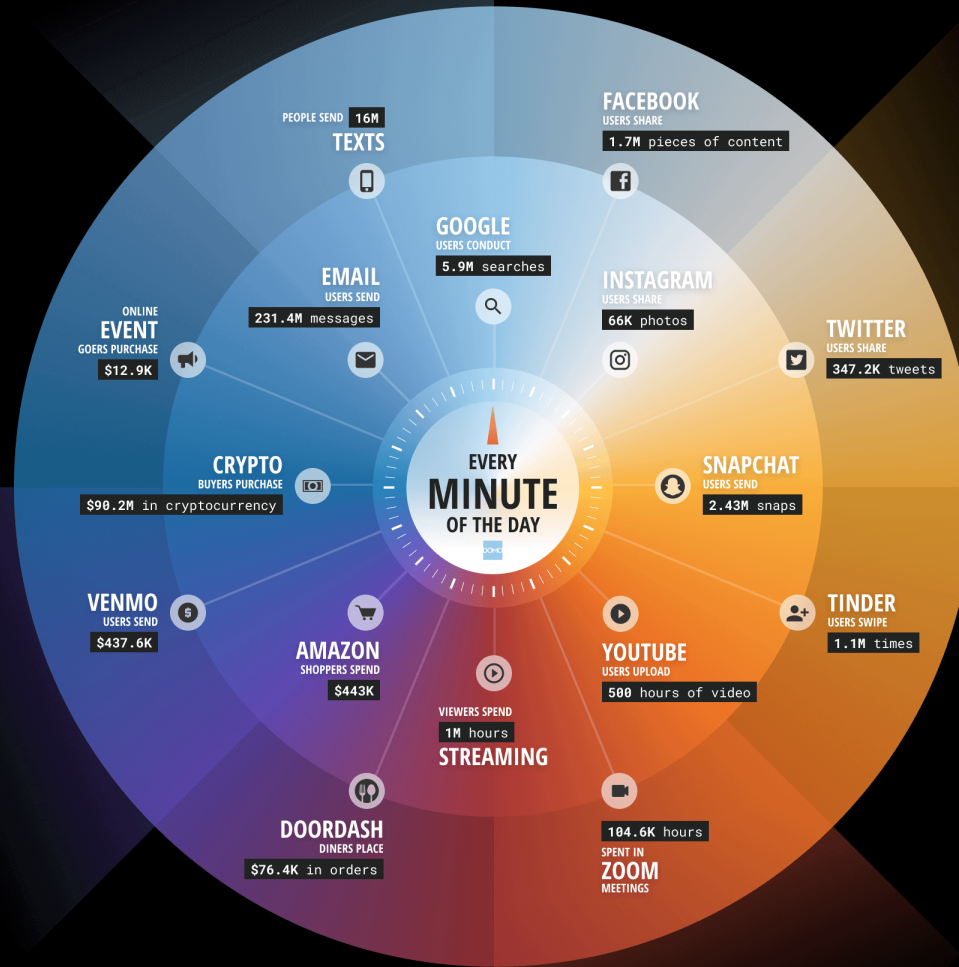 PEOPLE SEND 16M
TEXTS
FACEBOOK
USERS SHARE
1.7M pieces of content
GOOGLE
USERS CONDUCT
5.9M searches
EMAIL
USERS SEND
231.4M messages
INSTAGRAM
USERS SHARE
66K photos
ONLINE
EVENT
GOERS PURCHASE
$12.9K
TWITTER
USERS SHARE
347.2K tweets
CRYPTO
BUYERS PURCHASE
$90.2M in cryptocurrency
EVERY
MINUTE
OF THE DAY
DOMO
SNAPCHAT
USERS SEND
2.43M snaps
VENMO
USERS SEND
$437.6K
AMAZON
SHOPPERS SPEND
$443K
VIEWERS SPEND
1M hours
STREAMING
YOUTUBE
USERS UPLOAD
500 hours of video
TINDER
USERS SWIPE
1.1M times
DOORDASH
DINERS PLACE
$76.4K in orders
104.6K hours
SPENT IN
ZOOM
MEETINGS